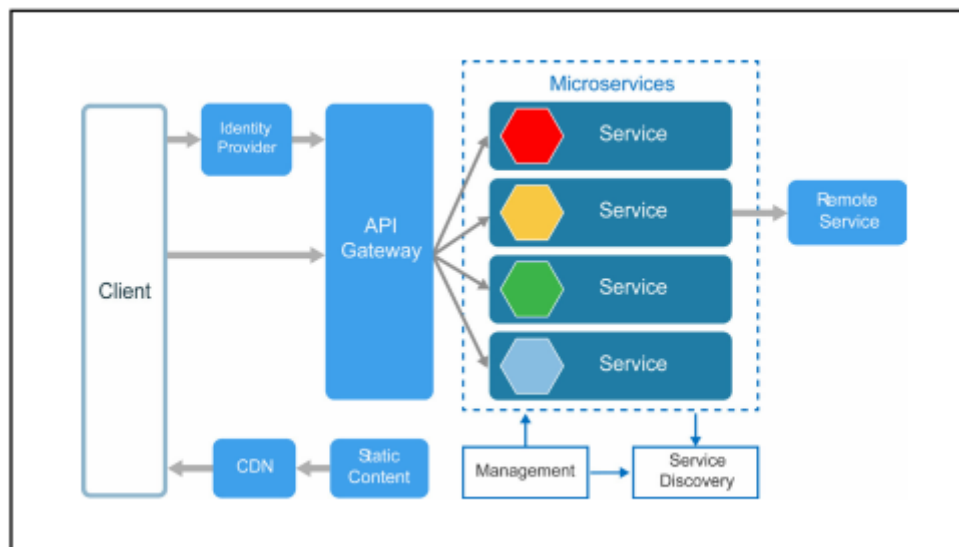 Microservices
Identity
Provider
Service
API
Gateway
Service
Remote
Service
Client
Service
Service
CDN
Static
Content
Management
Service
Discovery